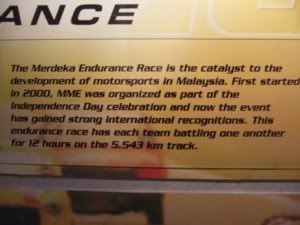 ANCE
The Merdeka Endurance Race is the catalyst to the
development of motorsports in Malaysia. First started
in 2000, MME was organized as part of the
Independence Day celebration and now the event
has gained strong international recognitions. This
endurance race has each team battling one another
for 12 hours on the 5.543 km track.